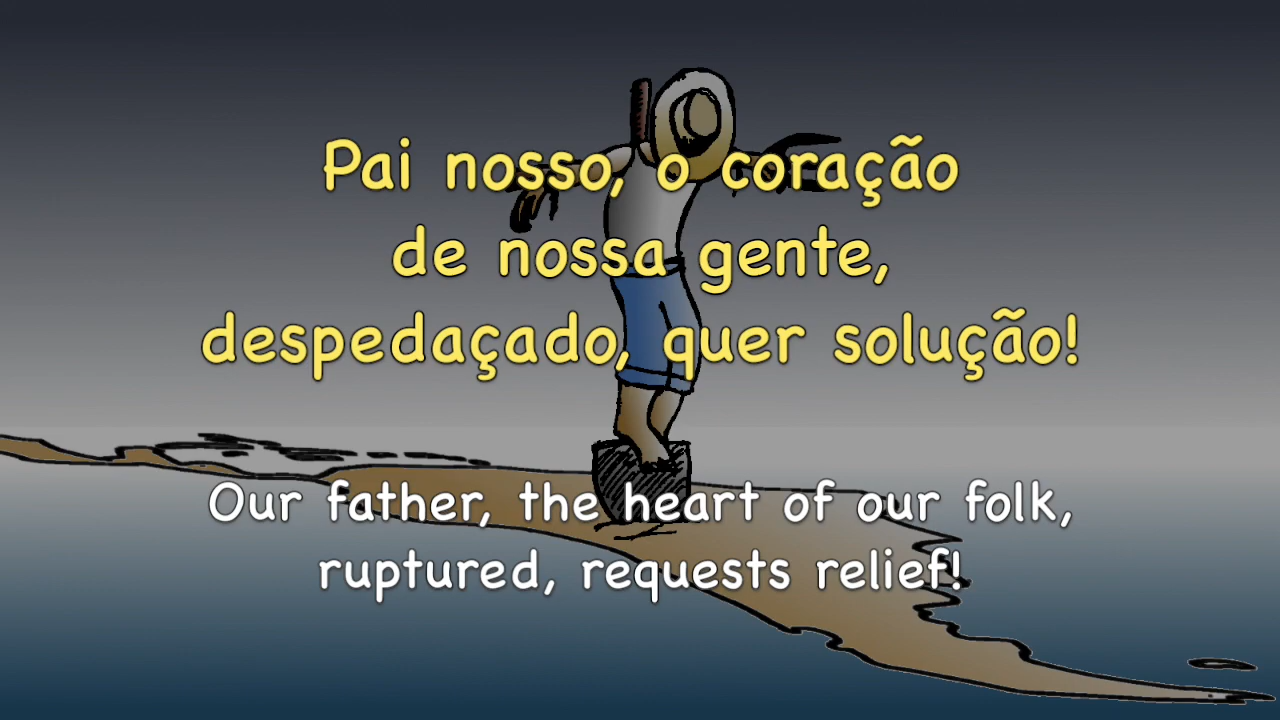 Pai nosso, o coração
de nossa gente,
despedaçado, quer solução!
Our father, the heart of our folk,
ruptured, requests relief!